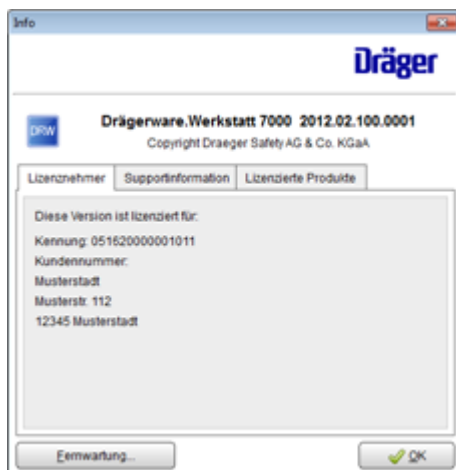 Info
Dräger
DRW
Drägerware.Werkstatt 7000 2012.02.100.0001
Copyright Draeger Safety AG & Co. KGaA
Lizenznehmer Supportinformation Lizenzierte Produkte
Diese Version ist lizenziert für:
Kennung: 051620000001011
Kundennummer:
Musterstadt
Musterstr. 112
12345 Musterstadt
Fernwartung... OK